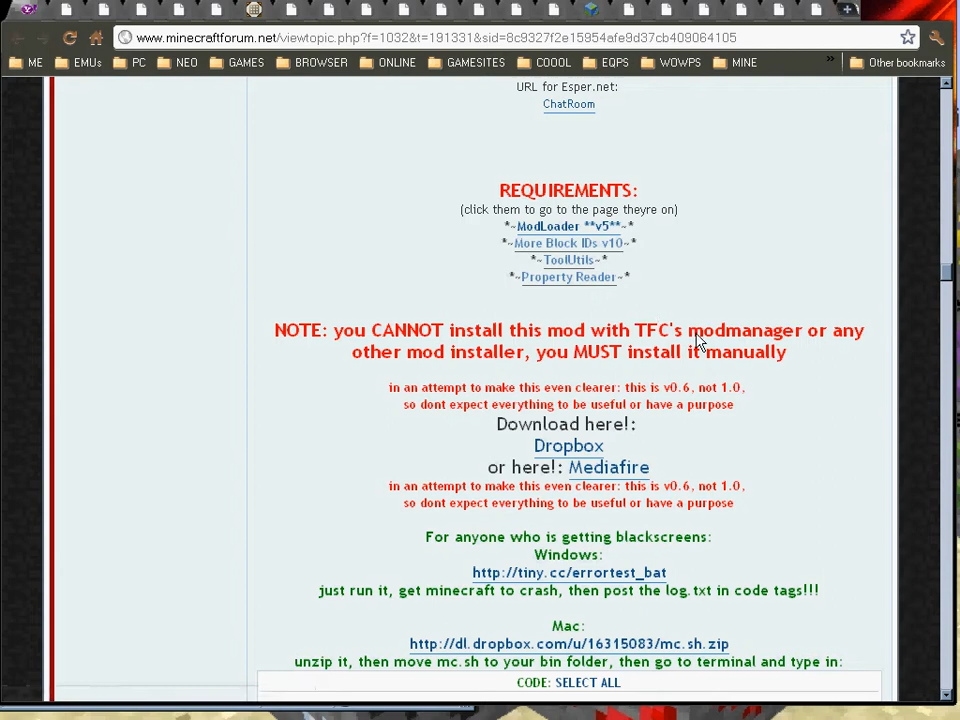 www.minecraftforum.net/viewtopic.php?f=1032&t=191331&sid=8c9327f2e15954afe9d37cb409064105
ME EMUs PC NEO GAMES BROWSER ONLINE GAMESITES COOOL EQPS WOWPS MINE » Other bookmarks
URL for Esper.net:
ChatRoom
REQUIREMENTS:
(click them to go to the page theyre on)
*~ModLoader **v5**~*
*~More Block IDs v10~*
*~ToolUtils~*
*~Property Reader~*
NOTE: you CANNOT install this mod with TFC's modmanager or any
other mod installer, you MUST install it manually
in an attempt to make this even clearer: this is v0.6, not 1.0,
so dont expect everything to be useful or have a purpose
Download here!:
Dropbox
or here!: Mediafire
in an attempt to make this even clearer: this is v0.6, not 1.0,
so dont expect everything to be useful or have a purpose
For anyone who is getting blackscreens:
Windows:
http://tiny.cc/errortest_bat
just run it, get minecraft to crash, then post the log.txt in code tags!!!
Mac:
http://dl.dropbox.com/u/16315083/mc.sh.zip
unzip it, then move mc.sh to your bin folder, then go to terminal and type in:
CODE: SELECT ALL